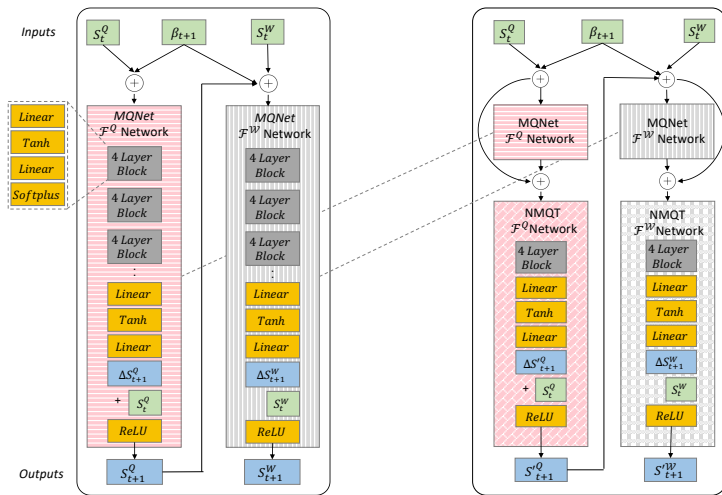 Inputs
S_t^Q
β_{t+1}
S_t^W
+
+
MQNet
ℱ^Q Network
4 Layer
Block
4 Layer
Block
4 Layer
Block
:
Linear
Tanh
Linear
ΔS_{t+1}^Q
+ S_t^Q
ReLU
S_{t+1}^Q
MQNet
ℱ^𝒲 Network
4 Layer
Block
4 Layer
Block
4 Layer
Block
:
Linear
Tanh
Linear
ΔS_{t+1}^W
S_t^W
ReLU
S_{t+1}^W
Linear
Tanh
Linear
Softplus
Outputs
S_t^Q
β_{t+1}
S_t^W
+
+
MQNet
ℱ^Q Network
MQNet
ℱ^𝒲 Network
+
+
NMQT
ℱ^Q Network
4 Layer
Block
Linear
Tanh
Linear
ΔS'^Q_{t+1}
+ S_t^Q
ReLU
S'^Q_{t+1}
NMQT
ℱ^𝒲 Network
4 Layer
Block
Linear
Tanh
Linear
ΔS_{t+1}^W
S_t^W
ReLU
S'^𝒲_{t+1}